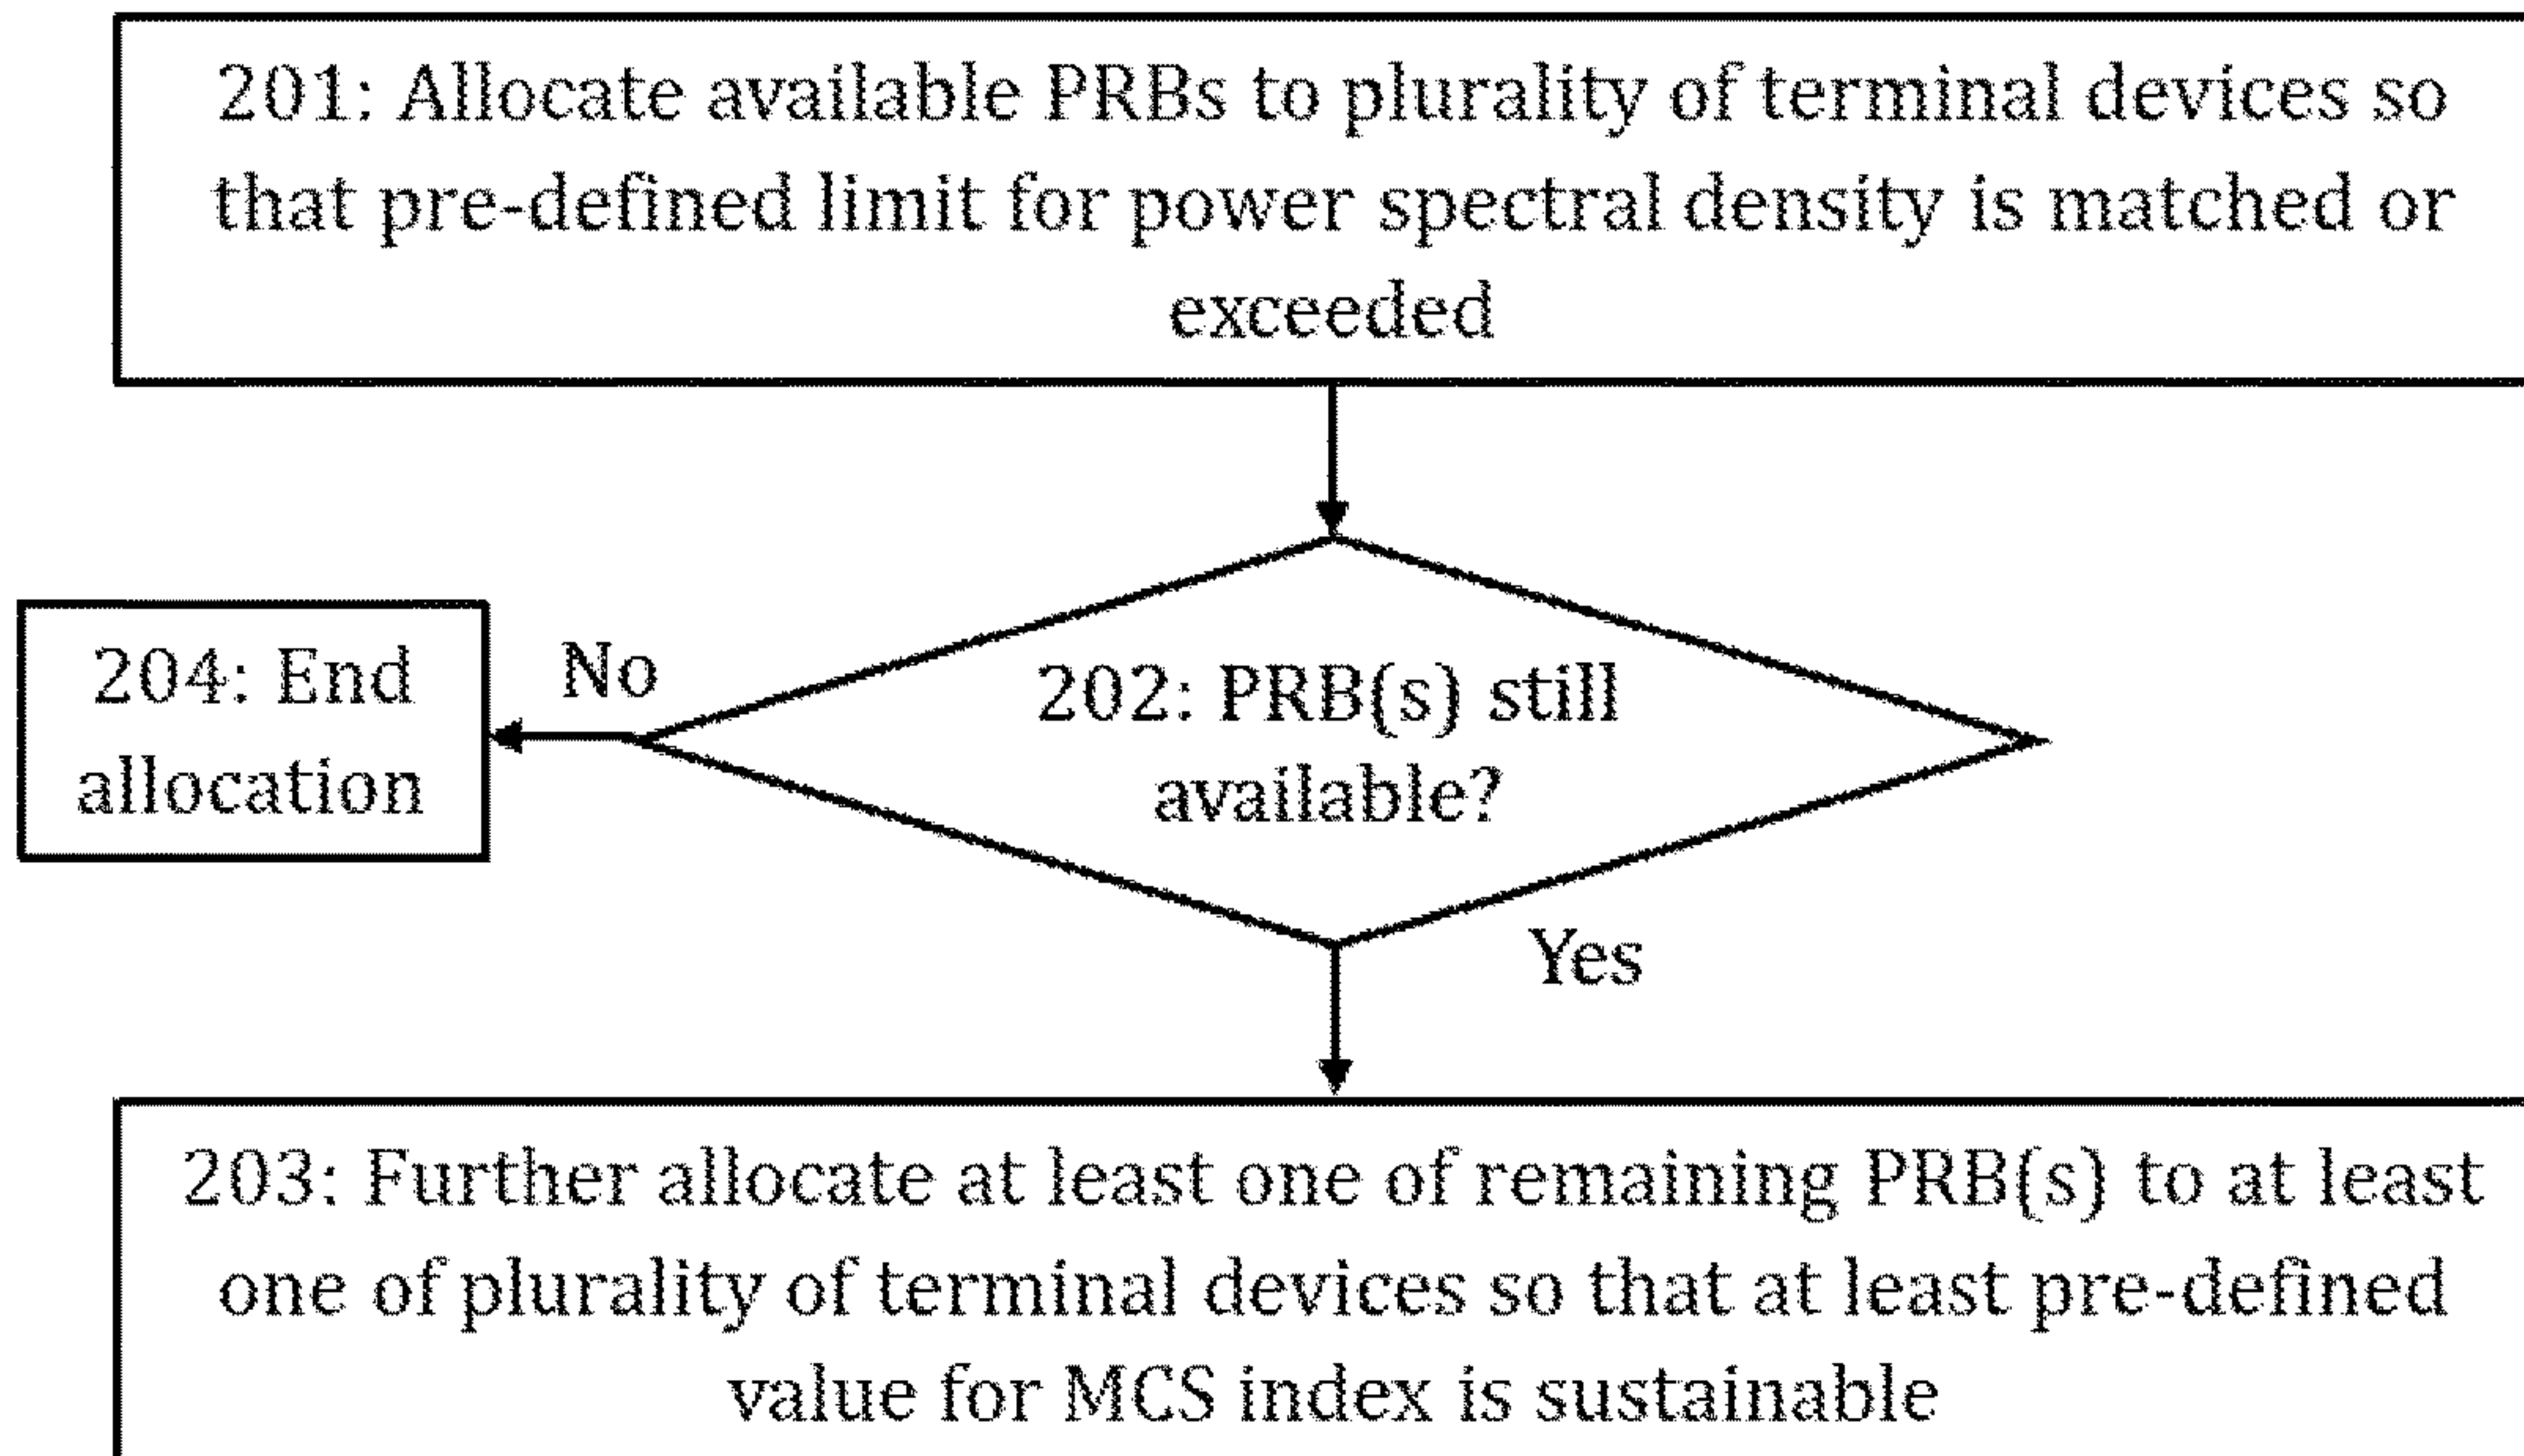 201: Allocate available PRBs to plurality of terminal devices so
that pre-defined limit for power spectral density is matched or
exceeded
204: End
allocation
No
202: PRB(s) still
available?
Yes
203: Further allocate at least one of remaining PRB(s) to at least
one of plurality of terminal devices so that at least pre-defined
value for MCS index is sustainable